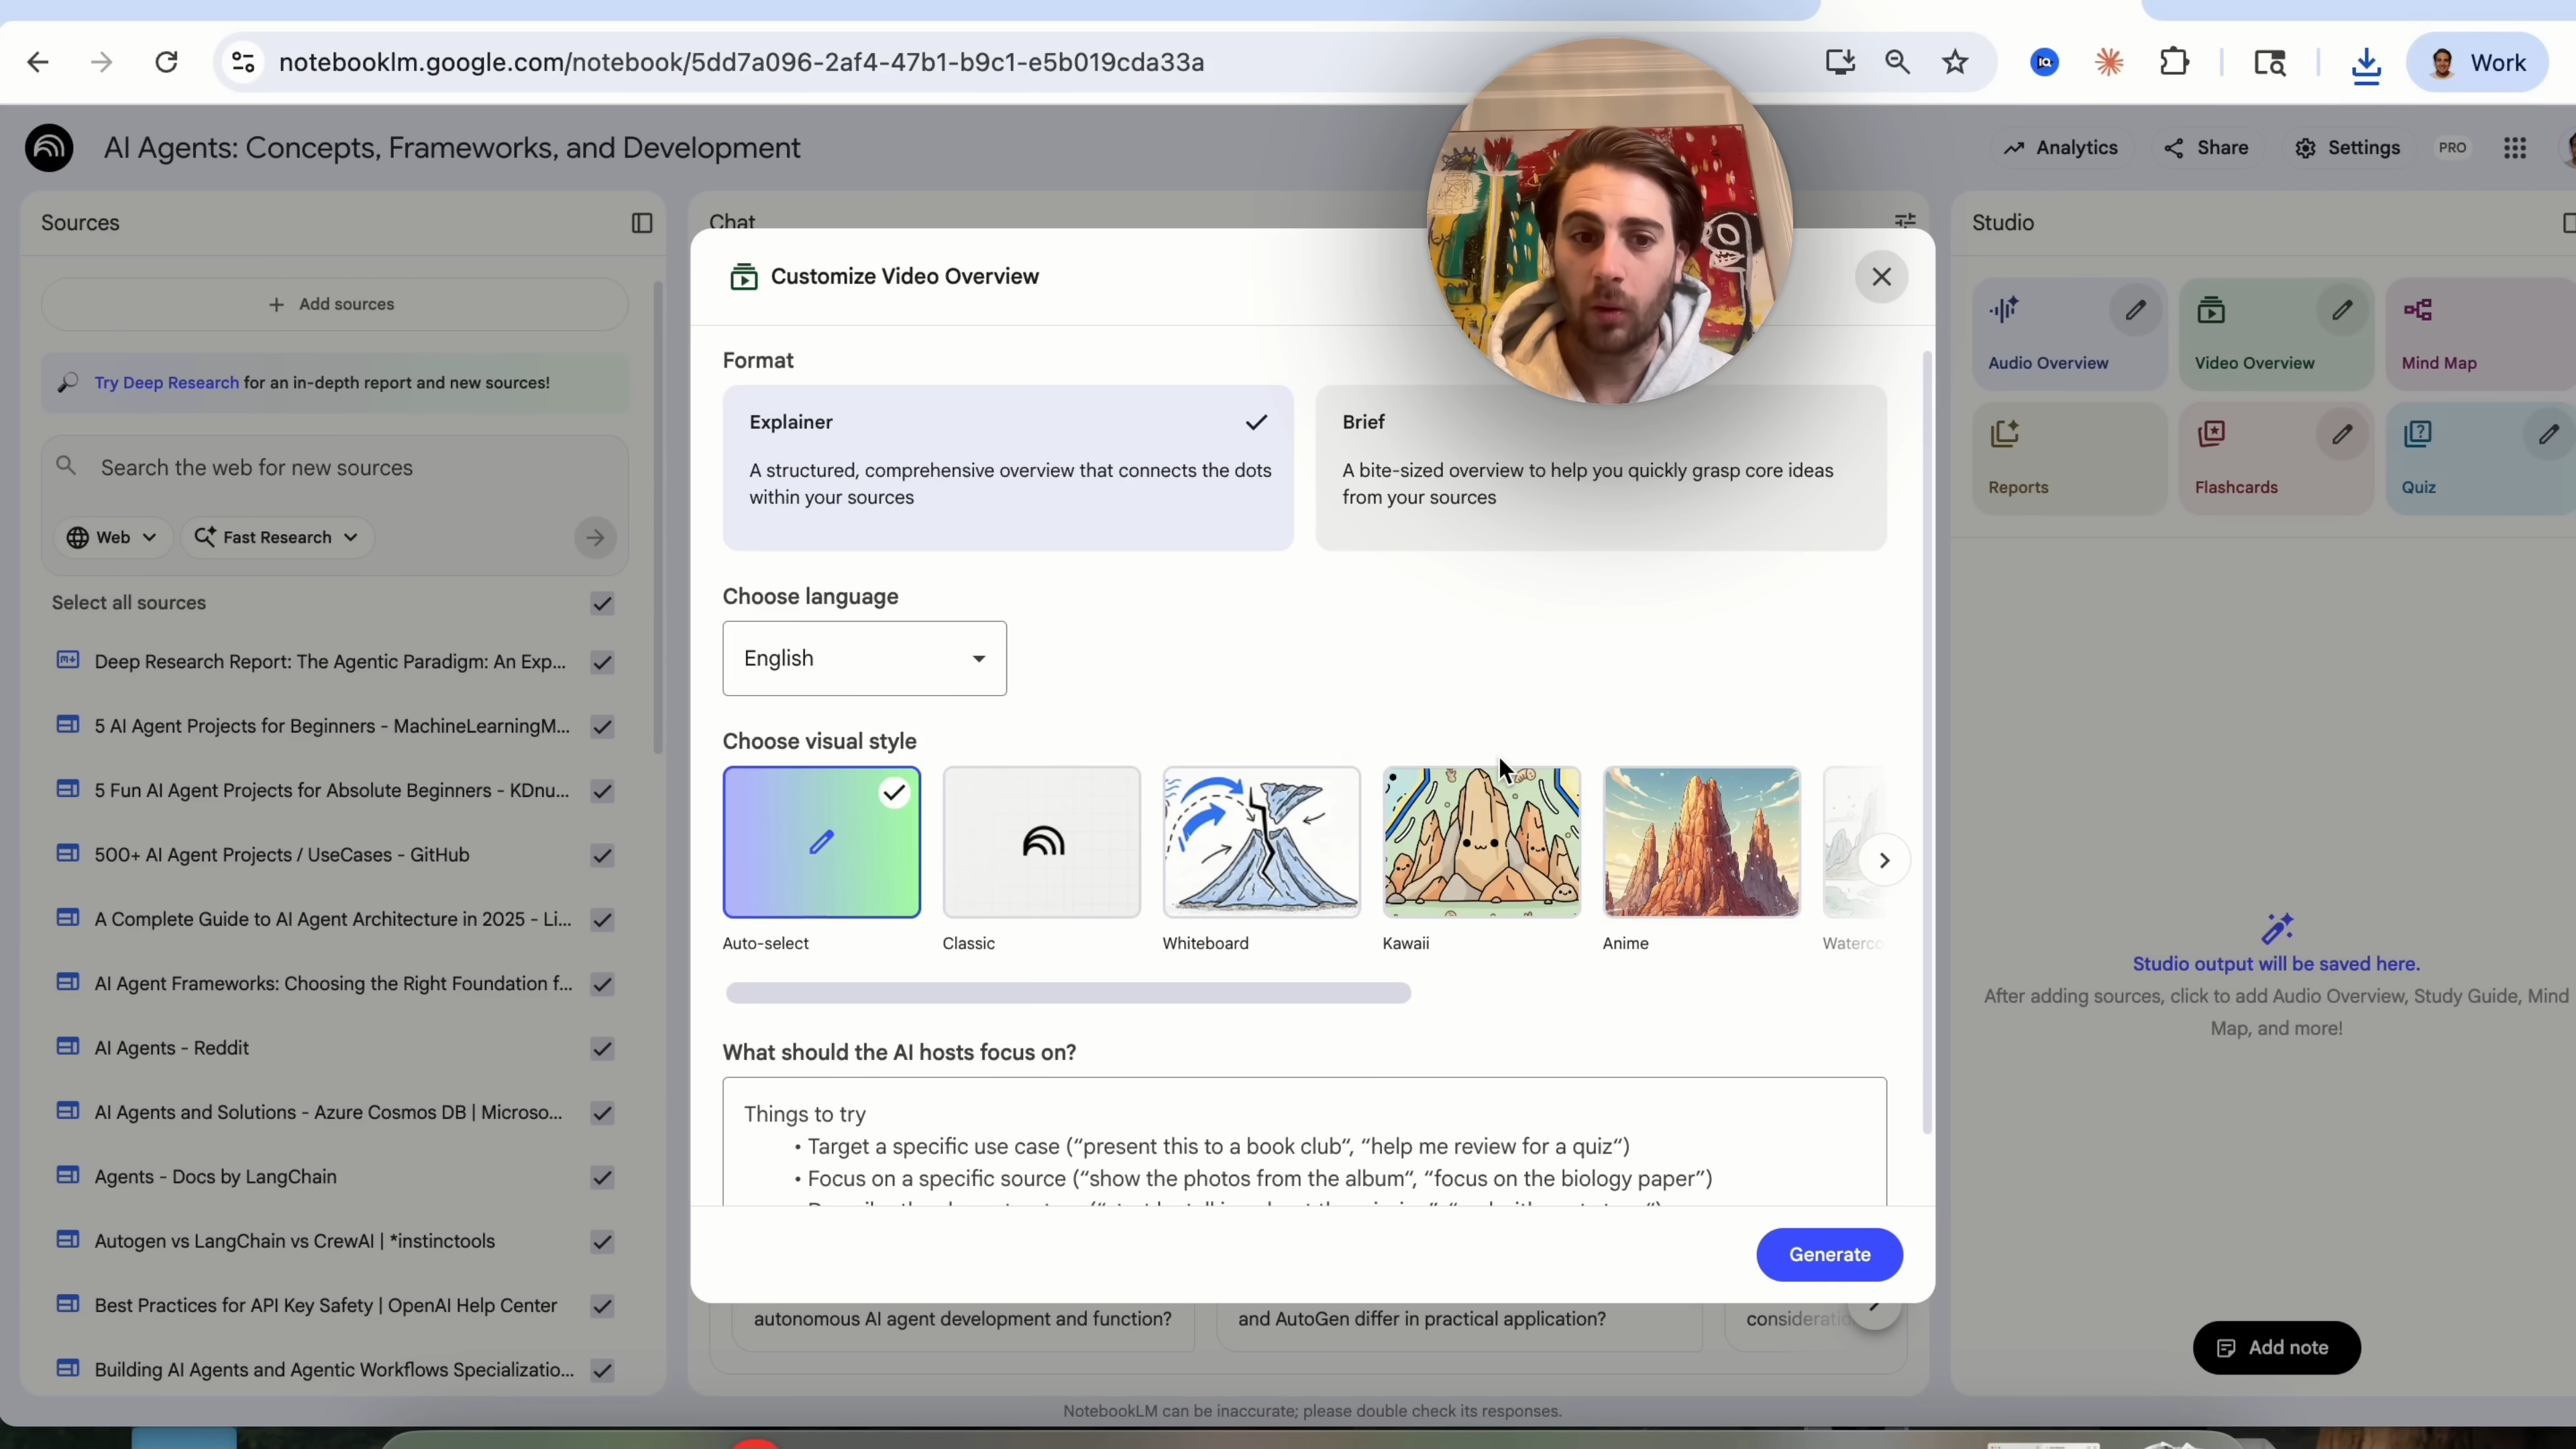 notebooklm.google.com/notebook/5dd7a096-2af4-47b1-b9c1-e5b019cda33a
Work
AI Agents: Concepts, Frameworks, and Development
Analytics
Share
Settings
PRO
Sources
Add sources
Try Deep Research for an in-depth report and new sources!
Search the web for new sources
Web
Fast Research
Select all sources
Deep Research Report: The Agentic Paradigm: An Exp...
5 AI Agent Projects for Beginners - MachineLearningM...
5 Fun AI Agent Projects for Absolute Beginners - KDnu...
500+ AI Agent Projects / UseCases - GitHub
A Complete Guide to AI Agent Architecture in 2025 - Li...
AI Agent Frameworks: Choosing the Right Foundation f...
AI Agents - Reddit
AI Agents and Solutions - Azure Cosmos DB | Microso...
Agents - Docs by LangChain
Autogen vs LangChain vs CrewAI | *instinctools
Best Practices for API Key Safety | OpenAI Help Center
Building AI Agents and Agentic Workflows Specializatio...
Chat
Customize Video Overview
Format
Explainer
A structured, comprehensive overview that connects the dots
within your sources
Brief
A bite-sized overview to help you quickly grasp core ideas
from your sources
Choose language
English
Choose visual style
Auto-select
Classic
Whiteboard
Kawaii
Anime
Waterco
What should the AI hosts focus on?
Things to try
• Target a specific use case (“present this to a book club“, “help me review for a quiz“)
• Focus on a specific source (“show the photos from the album“, “focus on the biology paper”)
Generate
autonomous AI agent development and function?
and AutoGen differ in practical application?
consideratio
NotebookLM can be inaccurate; please double check its responses.
Studio
Audio Overview
Video Overview
Mind Map
Reports
Flashcards
Quiz
Studio output will be saved here.
After adding sources, click to add Audio Overview, Study Guide, Mind
Map, and more!
Add note